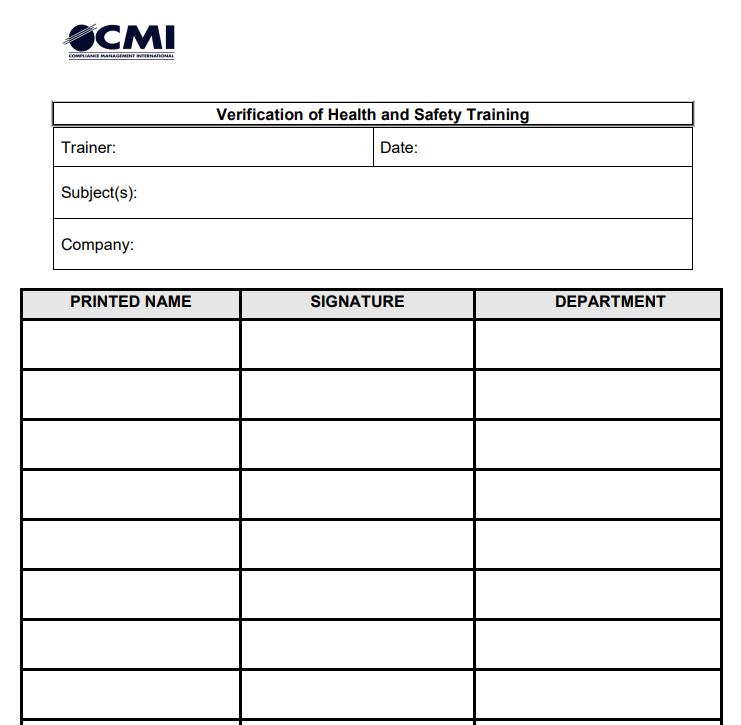 CMI
COMPLIANCE MANAGEMENT INTERNATIONAL
Verification of Health and Safety Training
Trainer: Date:
Subject(s):
Company:
PRINTED NAME SIGNATURE DEPARTMENT